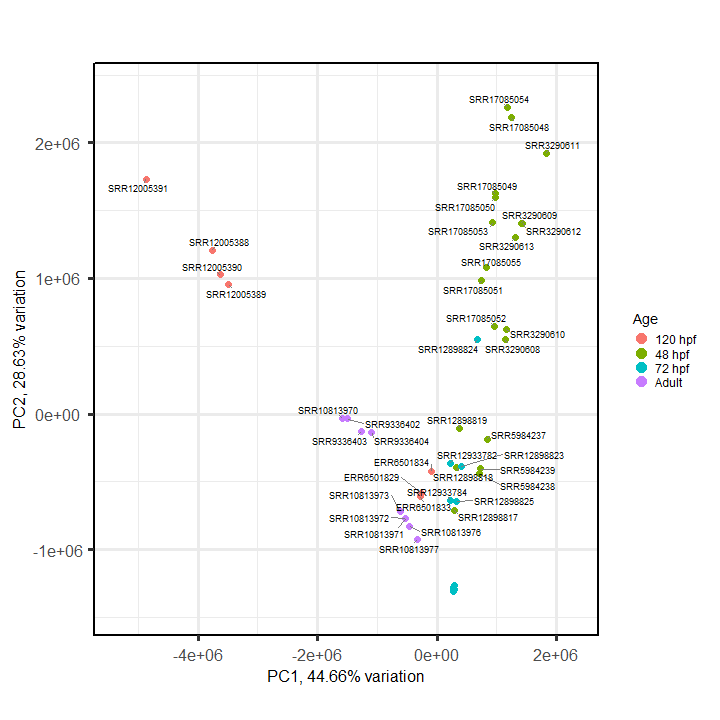 SRR17085054
SRR17085048
SRR3290611
2e+06
SRR12005391
SRR17085049
SRR17085050
SRR3290609
SRR17085053
SRR3290612
SRR12005388
SRR3290613
SRR12005390
SRR17085055
1e+06
SRR12005389
SRR17085051
SRR17085052
SRR3290610
SRR12898824
SRR3290608
Age
120 hpf
48 hpf
72 hpf
Adult
PC2, 28.63% variation
SRR10813970
0e+00
SRR9336402
SRR12898819
SRR9336403
SRR9336404
SRR5984237
ERR6501834
SRR12933782
SRR12898823
ERR6501829
SRR12898818
SRR5984239
SRR5984238
SRR10813973
SRR12933784
ERR6501833
SRR12898825
SRR10813972
SRR12898817
SRR10813971
SRR10813976
SRR10813977
-1e+06
-4e+06
-2e+06
0e+00
2e+06
PC1, 44.66% variation